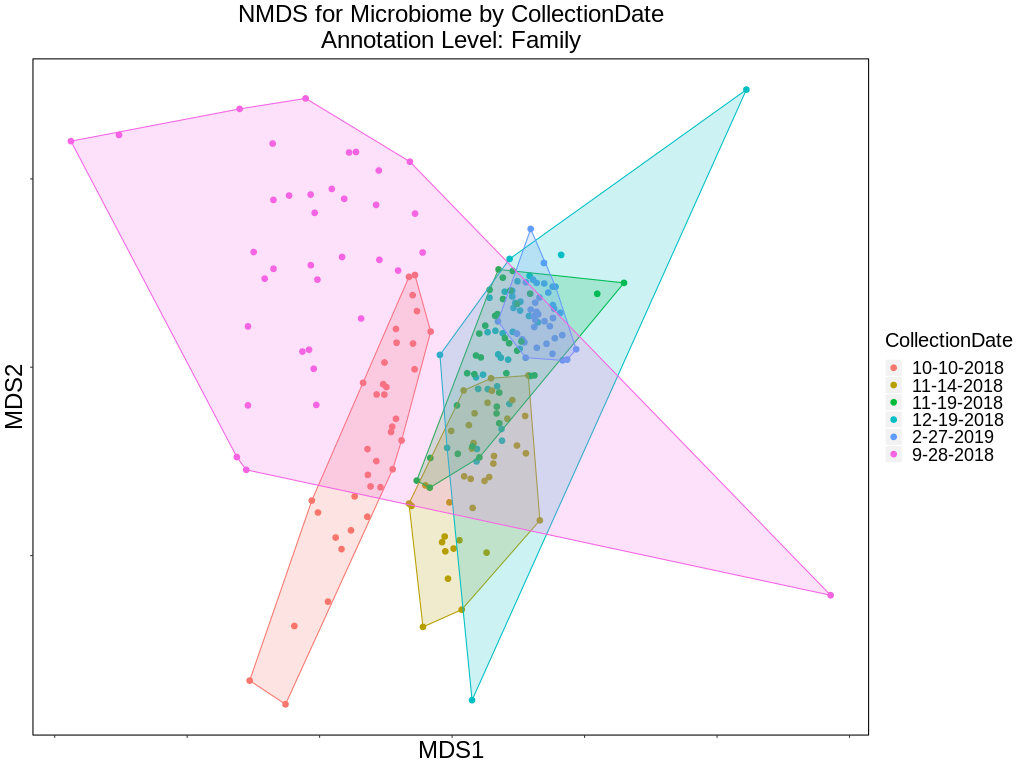 NMDS for Microbiome by CollectionDate
Annotation Level: Family
MDS2
MDS1
CollectionDate
10-10-2018
11-14-2018
11-19-2018
12-19-2018
2-27-2019
9-28-2018